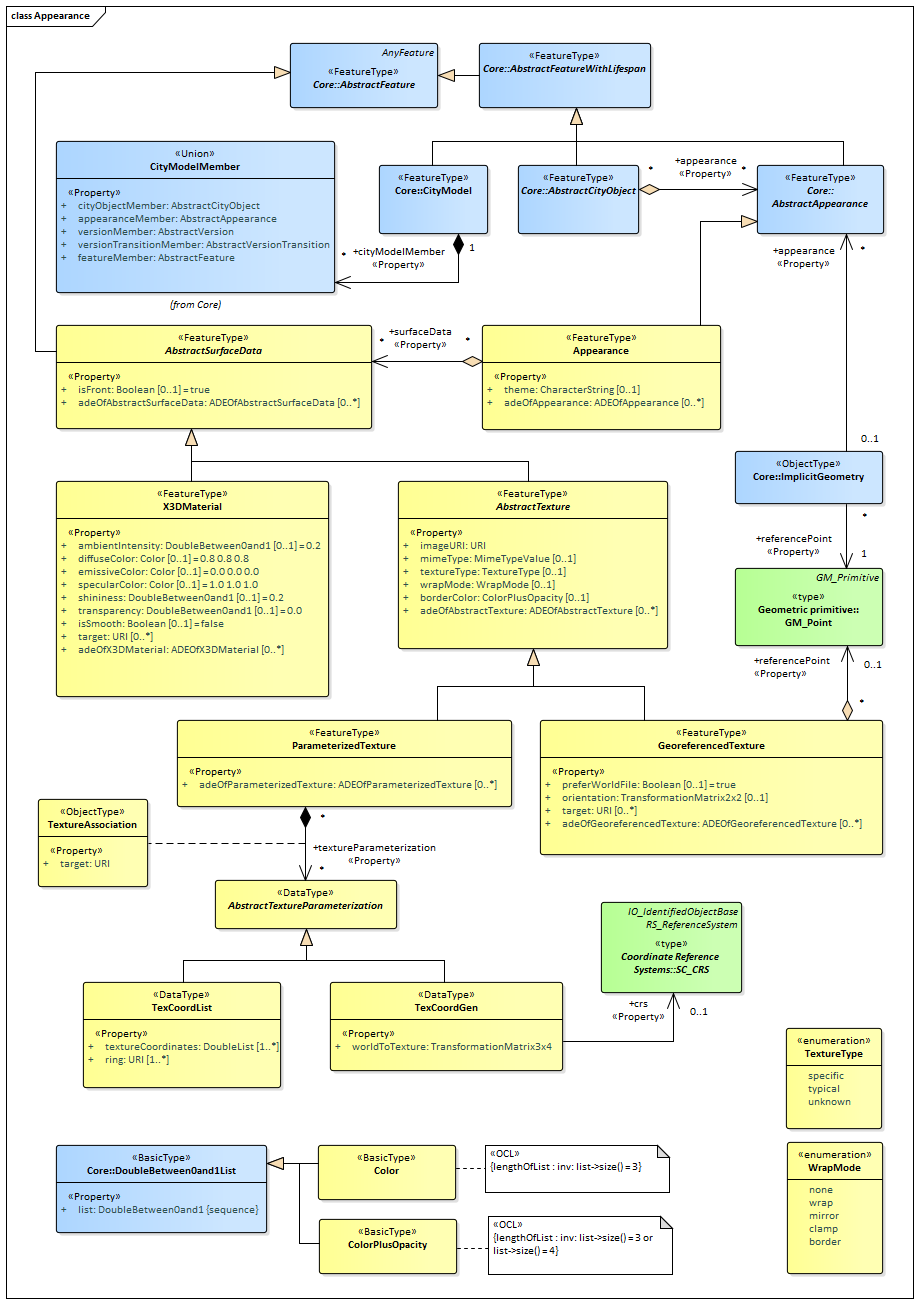 class Appearance
AnyFeature
«FeatureType»
Core::AbstractFeature
«FeatureType»
Core::AbstractFeatureWithLifespan
«Union»
CityModelMember
«Property»
+ cityObjectMember: AbstractCityObject
+ appearanceMember: AbstractAppearance
+ versionMember: AbstractVersion
+ versionTransitionMember: AbstractVersionTransition
+ featureMember: AbstractFeature
(from Core)
«FeatureType»
Core::CityModel
1
* +cityModelMember
«Property»
«FeatureType»
Core::AbstractCityObject
*
+appearance
«Property»
*
«FeatureType»
Core::
AbstractAppearance
+appearance
«Property»
*
0..1
«FeatureType»
AbstractSurfaceData
«Property»
+ isFront: Boolean [0..1] = true
+ adeOfAbstractSurfaceData: ADEOfAbstractSurfaceData [0..*]
+surfaceData
«Property»
*
*
«FeatureType»
Appearance
«Property»
+ theme: CharacterString [0..1]
+ adeOfAppearance: ADEOfAppearance [0..*]
«ObjectType»
Core::ImplicitGeometry
*
+referencePoint
«Property»
1
«FeatureType»
X3DMaterial
«Property»
+ ambientIntensity: DoubleBetween0and1 [0..1] = 0.2
+ diffuseColor: Color [0..1] = 0.8 0.8 0.8
+ emissiveColor: Color [0..1] = 0.0 0.0 0.0
+ specularColor: Color [0..1] = 1.0 1.0 1.0
+ shininess: DoubleBetween0and1 [0..1] = 0.2
+ transparency: DoubleBetween0and1 [0..1] = 0.0
+ isSmooth: Boolean [0..1] = false
+ target: URI [0..*]
+ adeOfX3DMaterial: ADEOfX3DMaterial [0..*]
«FeatureType»
AbstractTexture
«Property»
+ imageURI: URI
+ mimeType: MimeTypeValue [0..1]
+ textureType: TextureType [0..1]
+ wrapMode: WrapMode [0..1]
+ borderColor: ColorPlusOpacity [0..1]
+ adeOfAbstractTexture: ADEOfAbstractTexture [0..*]
GM_Primitive
«type»
Geometric primitive::
GM_Point
+referencePoint
«Property»
0..1
*
«FeatureType»
ParameterizedTexture
«Property»
+ adeOfParameterizedTexture: ADEOfParameterizedTexture [0..*]
«FeatureType»
GeoreferencedTexture
«Property»
+ preferWorldFile: Boolean [0..1] = true
+ orientation: TransformationMatrix2x2 [0..1]
+ target: URI [0..*]
+ adeOfGeoreferencedTexture: ADEOfGeoreferencedTexture [0..*]
«ObjectType»
TextureAssociation
«Property»
+ target: URI
*
+textureParameterization
«Property»
*
«DataType»
AbstractTextureParameterization
IO_IdentifiedObjectBase
RS_ReferenceSystem
«type»
Coordinate Reference
Systems::SC_CRS
+crs
«Property»
0..1
«DataType»
TexCoordList
«Property»
+ textureCoordinates: DoubleList [1..*]
+ ring: URI [1..*]
«DataType»
TexCoordGen
«Property»
+ worldToTexture: TransformationMatrix3x4
«enumeration»
TextureType
specific
typical
unknown
«BasicType»
Core::DoubleBetween0and1List
«Property»
+ list: DoubleBetween0and1 {sequence}
«BasicType»
Color
«OCL»
{lengthOfList : inv: list->size() = 3}
«BasicType»
ColorPlusOpacity
«OCL»
{lengthOfList : inv: list->size() = 3 or
list->size() = 4}
«enumeration»
WrapMode
none
wrap
mirror
clamp
border